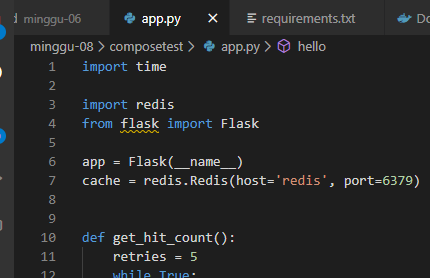 d minggu-06 app.py × requirements.txt Do
minggu-08 > composetest > app.py > hello
1 import time
2
3 import redis
4 from flask import Flask
5
6 app = Flask(__name__)
7 cache = redis.Redis(host='redis', port=6379)
8
9
10 def get_hit_count():
11 retries = 5
12 while True: